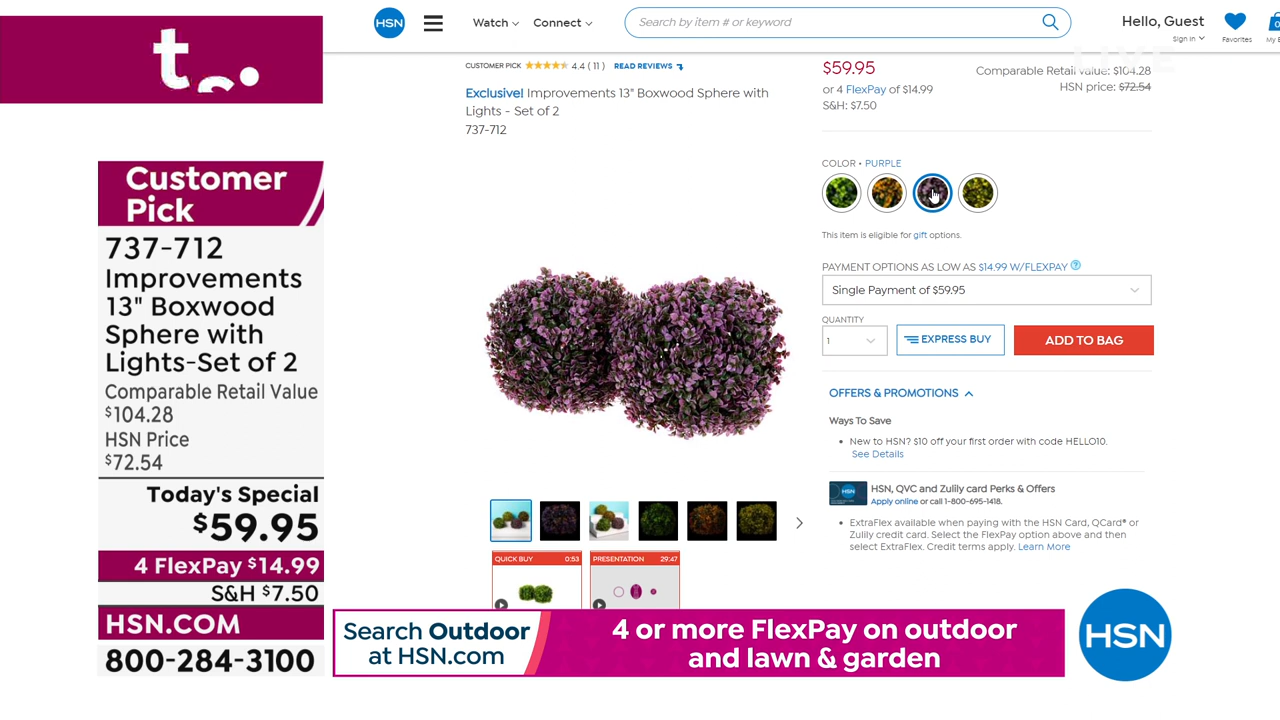 t
HSN
Watch
Connect
Search by item # or keyword
Hello, Guest
Sign In
Favorites
0
LIVE
CUSTOMER PICK
4.4 ( 11 )
READ REVIEWS
Exclusive! Improvements 13" Boxwood Sphere with
Lights - Set of 2
737-712
$59.95
or 4 FlexPay of $14.99
S&H: $7.50
Comparable Retail Value: $104.28
HSN price: $72.54
COLOR • PURPLE
This item is eligible for gift options.
PAYMENT OPTIONS AS LOW AS $14.99 W/FLEXPAY ?
Single Payment of $59.95
QUANTITY
1
EXPRESS BUY
ADD TO BAG
OFFERS & PROMOTIONS
Ways To Save
• New to HSN? $10 off your first order with code HELLO10.
See Details
HSN
HSN, QVC and Zulily card Perks & Offers
Apply online or call 1-800-695-1418.
• ExtraFlex available when paying with the HSN Card, QCard® or
Zulily credit card. Select the FlexPay option above and then
select ExtraFlex. Credit terms apply. Learn More
QUICK BUY 0:53
PRESENTATION 29:47
Customer
Pick
737-712
Improvements
13" Boxwood
Sphere with
Lights-Set of 2
Comparable Retail Value
$104.28
HSN Price
$72.54
Today's Special
$59.95
4 FlexPay $14.99
S&H $7.50
HSN.COM
800-284-3100
Search Outdoor
at HSN.com
4 or more FlexPay on outdoor
and lawn & garden
HSN